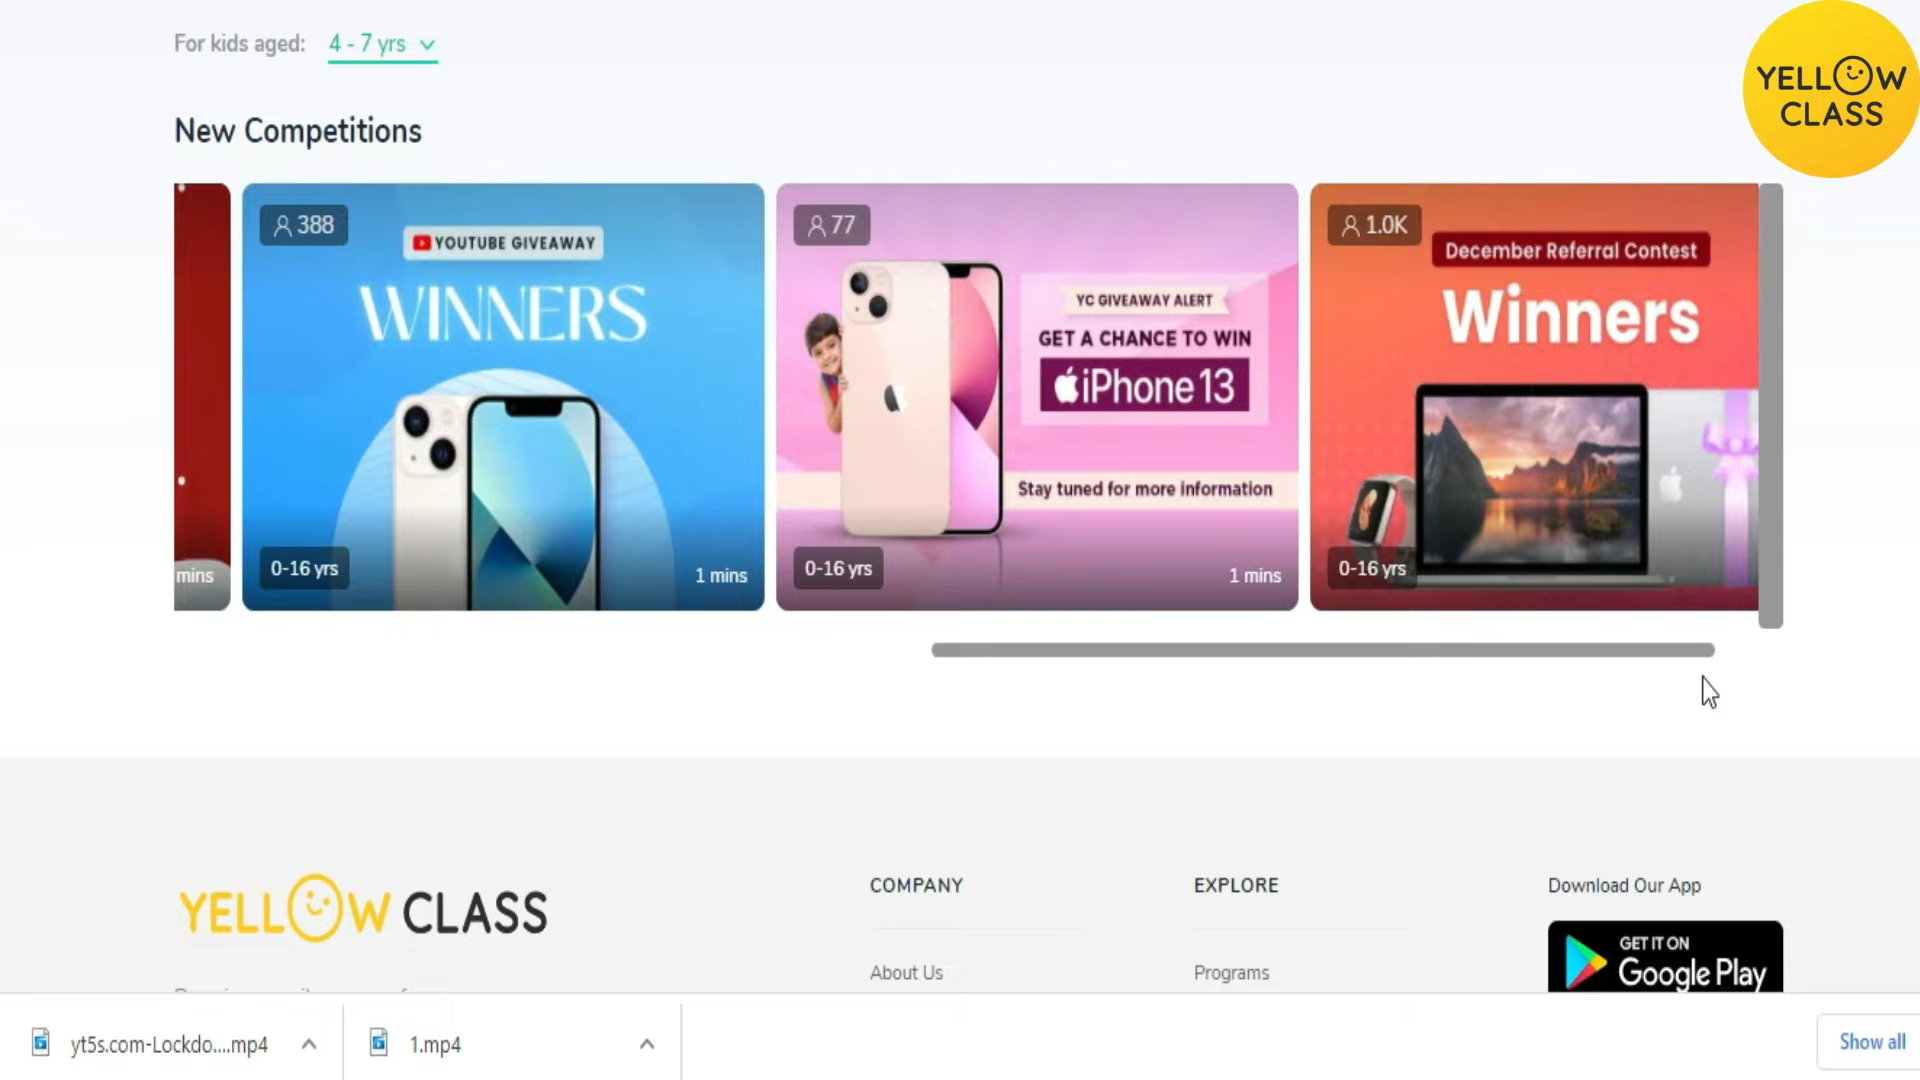 For kids aged: 4 - 7 yrs
YELLOW
CLASS
New Competitions
388
YOUTUBE GIVEAWAY
WINNERS
0-16 yrs
1 mins
mins
77
YC GIVEAWAY ALERT
GET A CHANCE TO WIN
iPhone 13
Stay tuned for more information
0-16 yrs
1 mins
1.0K
December Referral Contest
Winners
0-16 yrs
YELLOW CLASS
COMPANY
About Us
EXPLORE
Programs
Download Our App
GET IT ON
Google Play
yt5s.com-Lockdo....mp4
1.mp4
Show all